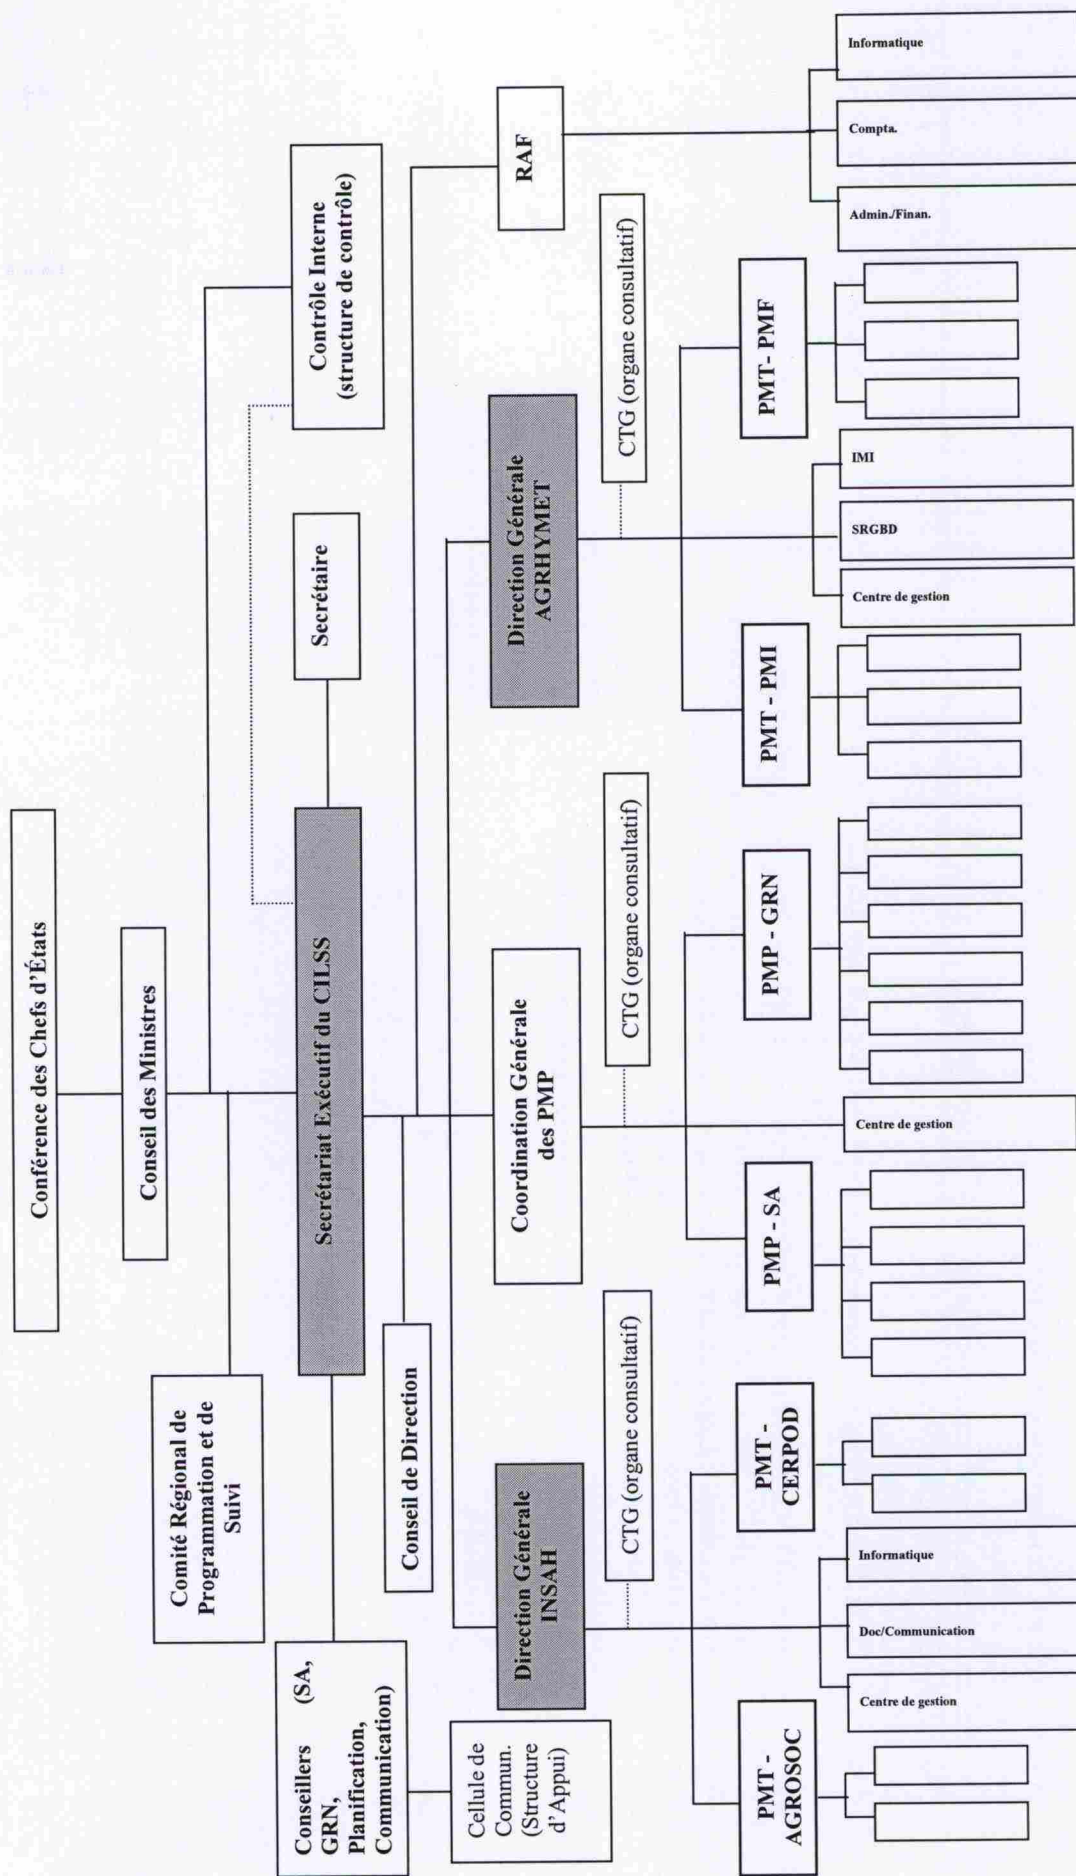 Conférence des Chefs d'États
Conseil des Ministres
Comité Régional de
Programmation et de
Suivi
Contrôle Interne
(structure de contrôle)
Conseillers (SA,
GRN,
Planification,
Communication)
Secrétariat Exécutif du CILSS
Secrétaire
Conseil de Direction
Cellule de
Commun.
(Structure
d'Appui)
Direction Générale
INSAH
Coordination Générale
des PMP
Direction Générale
AGRHYMET
RAF
CTG (organe consultatif)
CTG (organe consultatif)
CTG (organe consultatif)
PMT -
AGROSOC
PMT -
CERPOD
PMP - SA
PMP - GRN
PMT - PMI
PMT- PMF
Centre de gestion
Doc/Communication
Informatique
Centre de gestion
Centre de gestion
SRGBD
IMI
Admin./Finan.
Compta.
Informatique